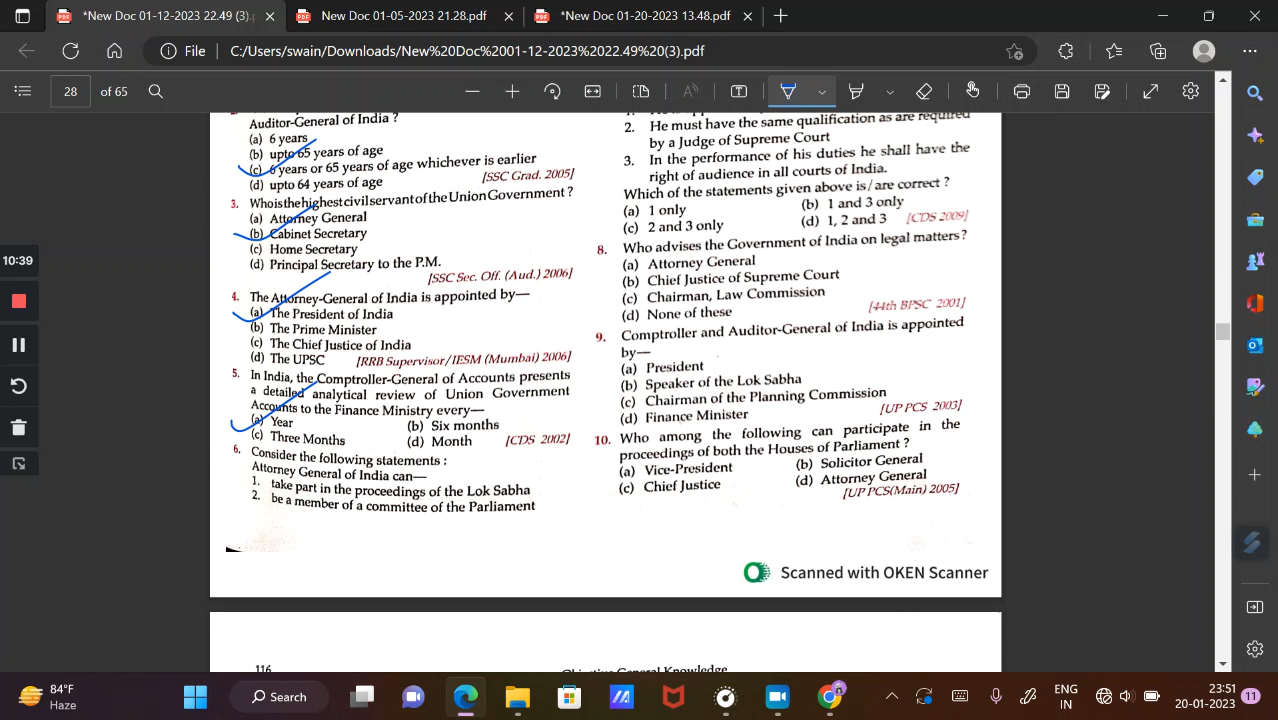 *New Doc 01-12-2023 22.49 (3).p
New Doc 01-05-2023 21.28.pdf
*New Doc 01-20-2023 13.48.pdf
File
C:/Users/swain/Downloads/New%20Doc%2001-12-2023%2022.49%20(3).pdf
28 of 65
10:39
Auditor-General of India ?
(a) 6 years
(b) upto 65 years of age
(c) 6 years or 65 years of age whichever is earlier
(d) upto 64 years of age [SSC Grad. 2005]
3. Who is the highest civil servant of the Union Government ?
(a) Attorney General
(b) Cabinet Secretary
(c) Home Secretary
(d) Principal Secretary to the P.M.
[SSC Sec. Off. (Aud.) 2006]
4. The Attorney-General of India is appointed by—
(a) The President of India
(b) The Prime Minister
(c) The Chief Justice of India
(d) The UPSC [RRB Supervisor/IESM (Mumbai) 2006]
5. In India, the Comptroller-General of Accounts presents
a detailed analytical review of Union Government
Accounts to the Finance Ministry every—
(a) Year (b) Six months
(c) Three Months (d) Month [CDS 2002]
6. Consider the following statements :
Attorney General of India can—
1. take part in the proceedings of the Lok Sabha
2. be a member of a committee of the Parliament
2. He must have the same qualification as are required
by a Judge of Supreme Court
3. In the performance of his duties he shall have the
right of audience in all courts of India.
Which of the statements given above is/are correct ?
(a) 1 only (b) 1 and 3 only
(c) 2 and 3 only (d) 1, 2 and 3 [CDS 2009]
8. Who advises the Government of India on legal matters?
(a) Attorney General
(b) Chief Justice of Supreme Court
(c) Chairman, Law Commission
(d) None of these [44th BPSC 2001]
9. Comptroller and Auditor-General of India is appointed
by—
(a) President
(b) Speaker of the Lok Sabha
(c) Chairman of the Planning Commission
(d) Finance Minister [UP PCS 2003]
10. Who among the following can participate in the
proceedings of both the Houses of Parliament ?
(a) Vice-President (b) Solicitor General
(c) Chief Justice (d) Attorney General
[UP PCS(Main) 2005]
Scanned with OKEN Scanner
116 Objective General Knowledge
84°F
Haze
Search
ENG
IN
23:51
20-01-2023
11